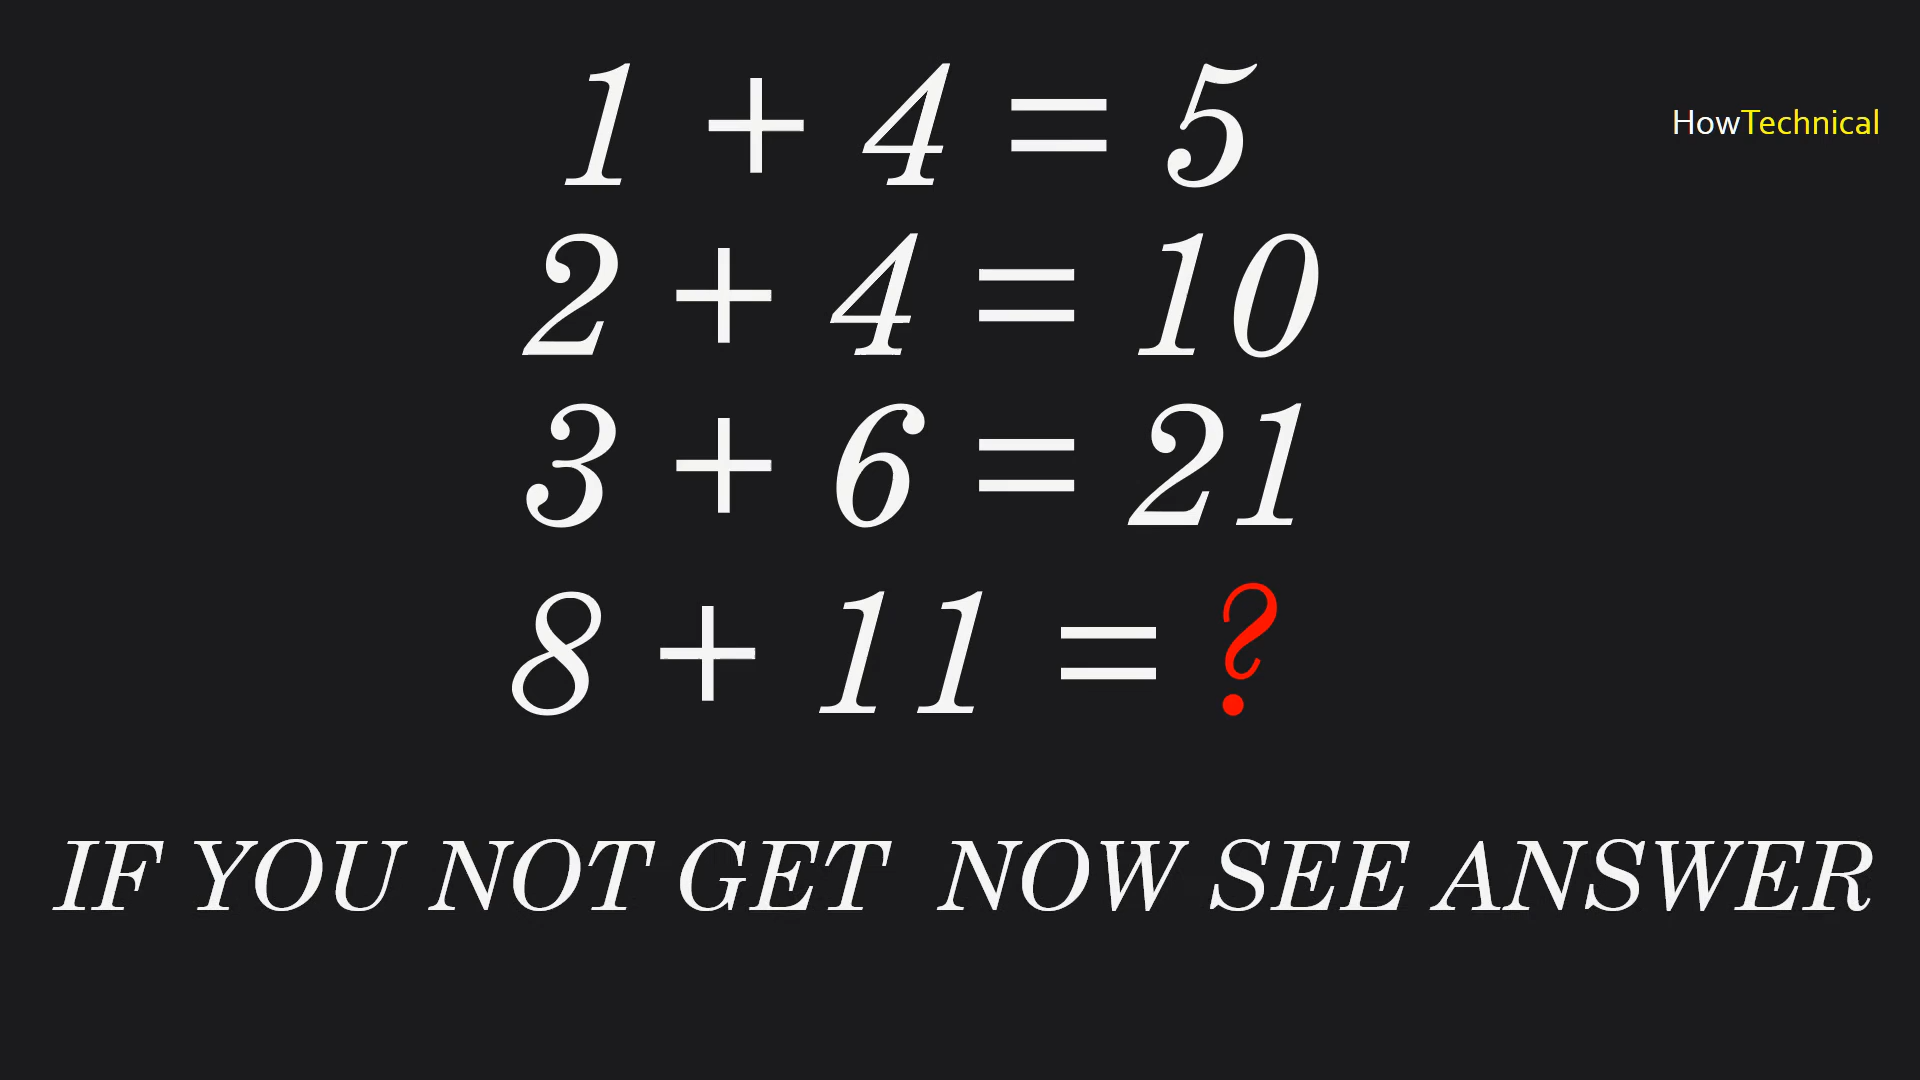 1 + 4 = 5
HowTechnical
2 + 4 = 10
3 + 6 = 21
8 + 11 = ?
IF YOU NOT GET NOW SEE ANSWER